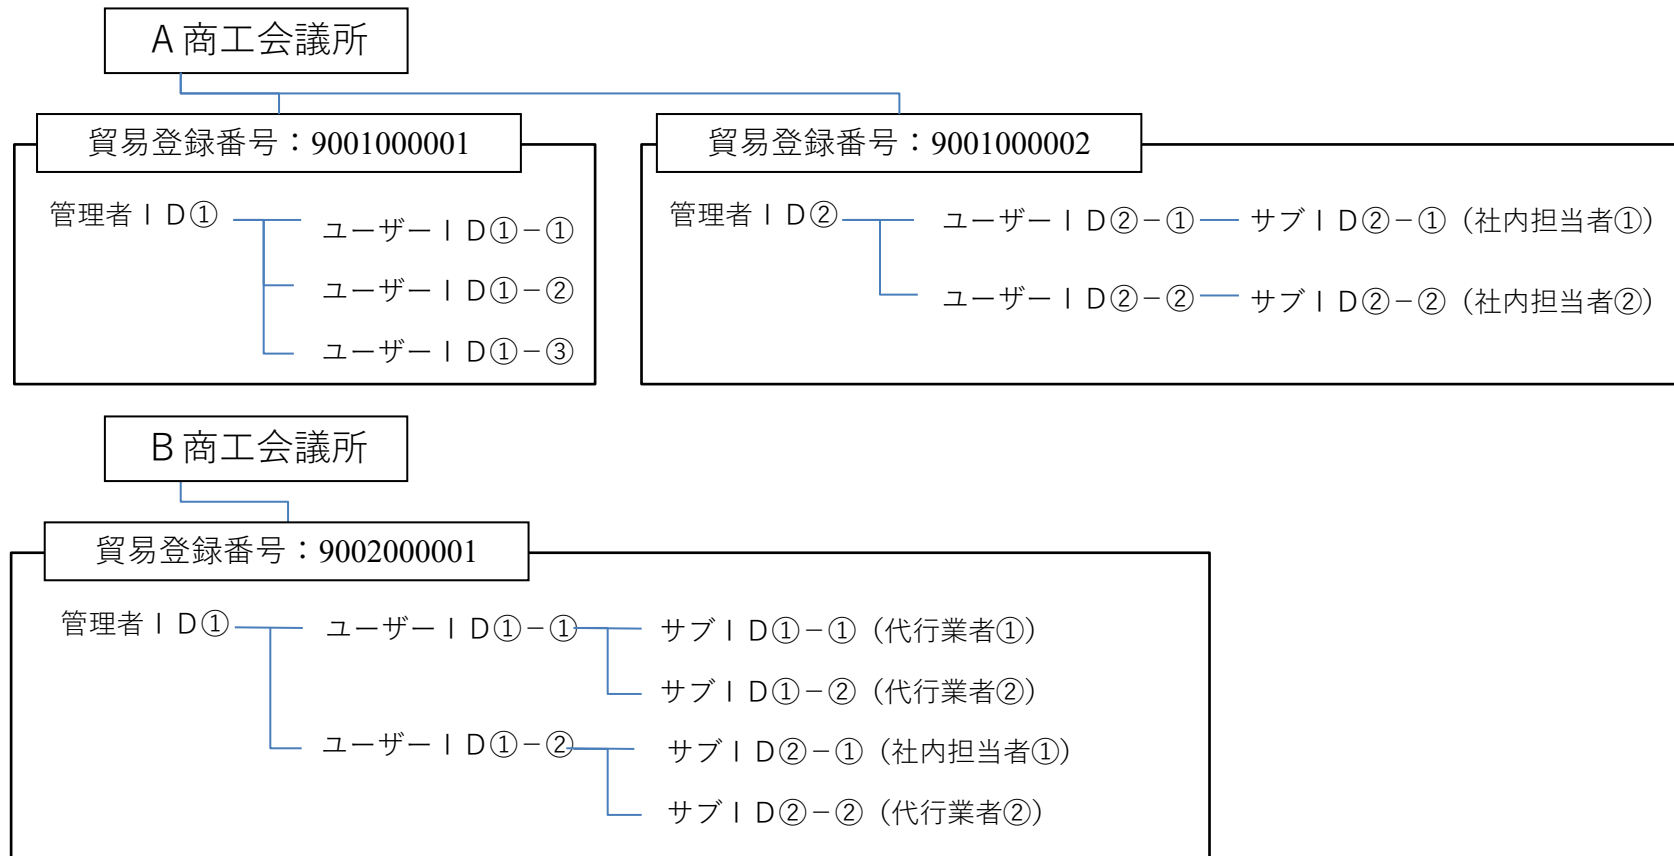 A商工会議所
貿易登録番号：9001000001
管理者ＩＤ①
ユーザーＩＤ①－①
ユーザーＩＤ①－②
ユーザーＩＤ①－③
貿易登録番号：9001000002
管理者ＩＤ②
ユーザーＩＤ②－①
サブＩＤ②－①（社内担当者①）
ユーザーＩＤ②－②
サブＩＤ②－②（社内担当者②）
B商工会議所
貿易登録番号：9002000001
管理者ＩＤ①
ユーザーＩＤ①－①
サブＩＤ①－①（代行業者①）
サブＩＤ①－②（代行業者②）
ユーザーＩＤ①－②
サブＩＤ②－①（社内担当者①）
サブＩＤ②－②（代行業者②）